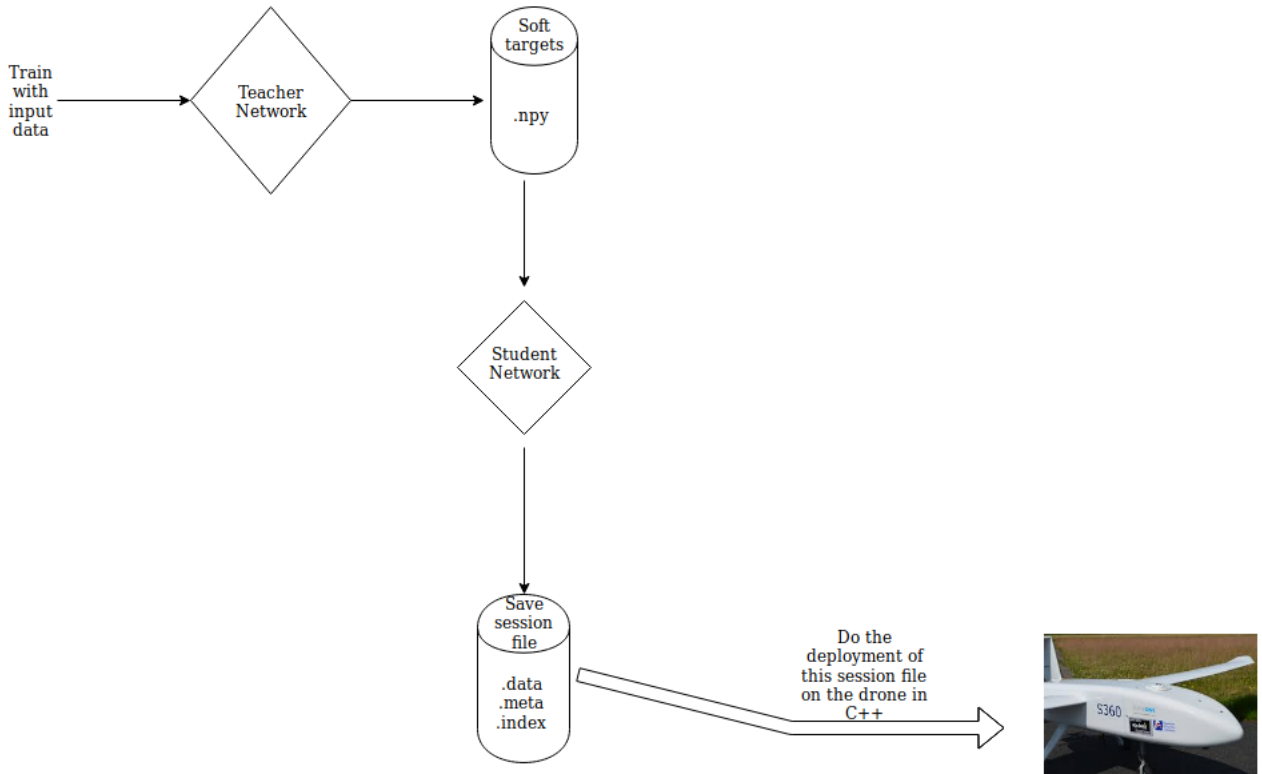 Train
with
input
data
Teacher
Network
Soft
targets
.npy
Student
Network
Save
session
file
.data
.meta
.index
Do the
deployment of
this session file
on the drone in
C++
S360